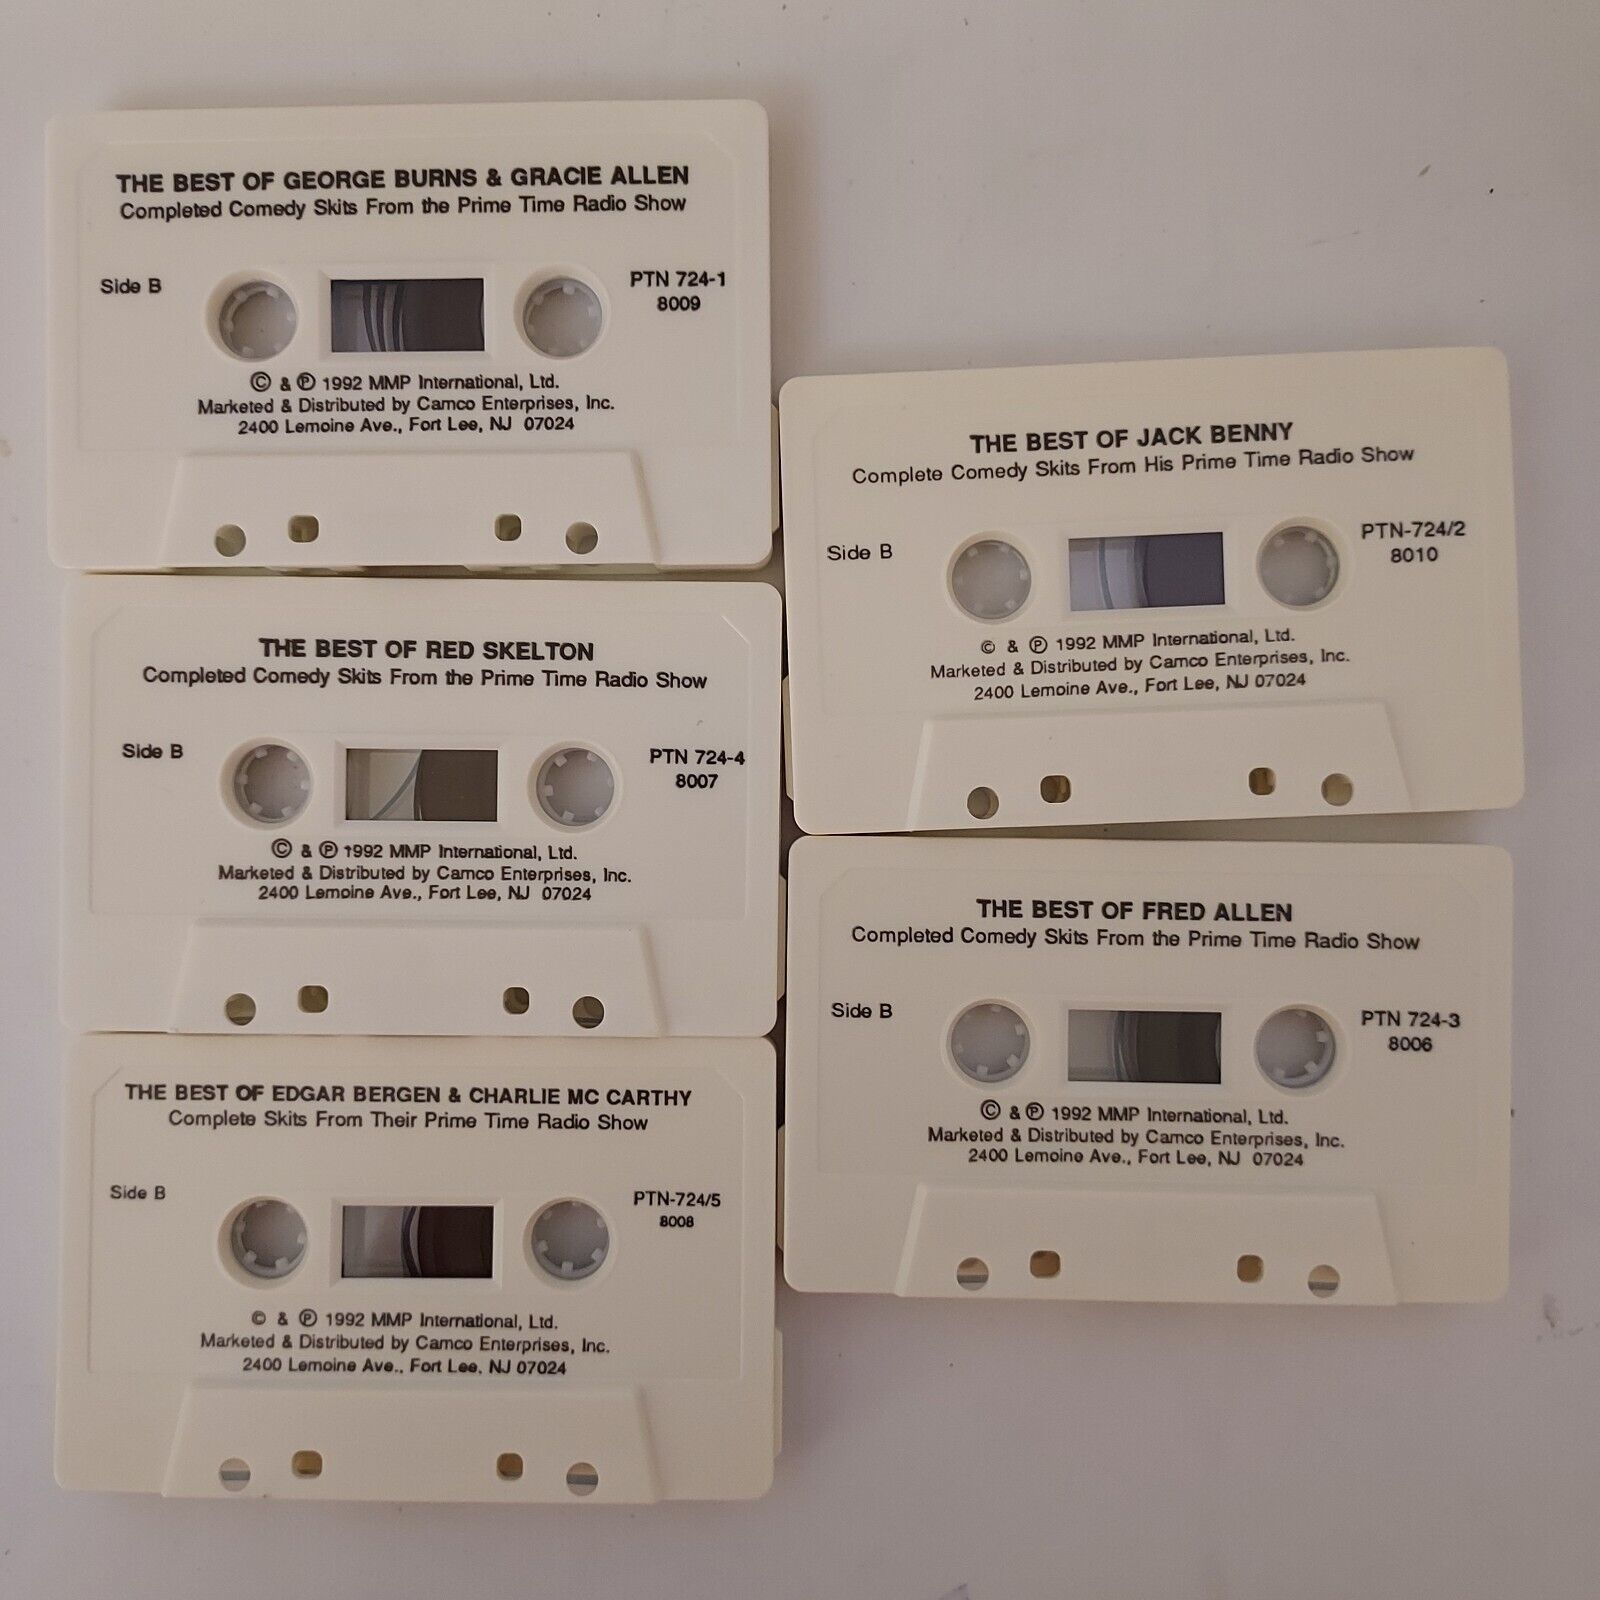 THE BEST OF GEORGE BURNS & GRACIE ALLEN
Completed Comedy Skits From the Prime Time Radio Show
Side B
PTN 724-1
8009
© & ℗ 1992 MMP International, Ltd.
Marketed & Distributed by Camco Enterprises, Inc.
2400 Lemoine Ave., Fort Lee, NJ 07024
THE BEST OF RED SKELTON
Completed Comedy Skits From the Prime Time Radio Show
Side B
PTN 724-4
8007
© & ℗ 1992 MMP International, Ltd.
Marketed & Distributed by Camco Enterprises, Inc.
2400 Lemoine Ave., Fort Lee, NJ 07024
THE BEST OF EDGAR BERGEN & CHARLIE MC CARTHY
Complete Skits From Their Prime Time Radio Show
Side B
PTN-724/5
8008
© & ℗ 1992 MMP International, Ltd.
Marketed & Distributed by Camco Enterprises, Inc.
2400 Lemoine Ave., Fort Lee, NJ 07024
THE BEST OF JACK BENNY
Complete Comedy Skits From His Prime Time Radio Show
Side B
PTN-724/2
8010
© & ℗ 1992 MMP International, Ltd.
Marketed & Distributed by Camco Enterprises, Inc.
2400 Lemoine Ave., Fort Lee, NJ 07024
THE BEST OF FRED ALLEN
Completed Comedy Skits From the Prime Time Radio Show
Side B
PTN 724-3
8006
© & ℗ 1992 MMP International, Ltd.
Marketed & Distributed by Camco Enterprises, Inc.
2400 Lemoine Ave., Fort Lee, NJ 07024